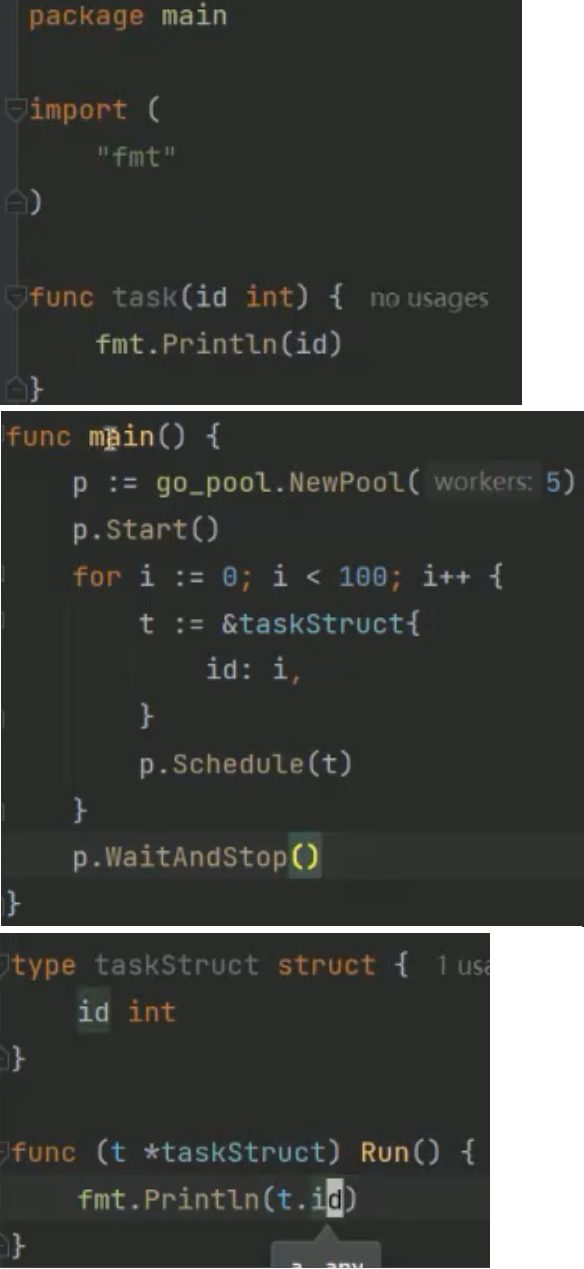 package main
import (
"fmt"
)
func task(id int) { no usages
fmt.Println(id)
}
func main() {
p := go_pool.NewPool( workers: 5)
p.Start()
for i := 0; i < 100; i++ {
t := &taskStruct{
id: i,
}
p.Schedule(t)
}
p.WaitAndStop()
}
type taskStruct struct { 1
id int
}
func (t *taskStruct) Run() {
fmt.Println(t.id)
}